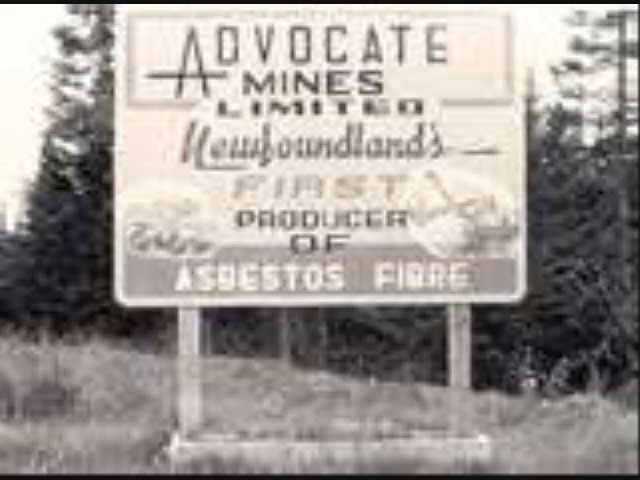 ADVOCATE
MINES
LIMITED
Newfoundland's
FIRST
PRODUCER
OF
ASBESTOS FIBRE